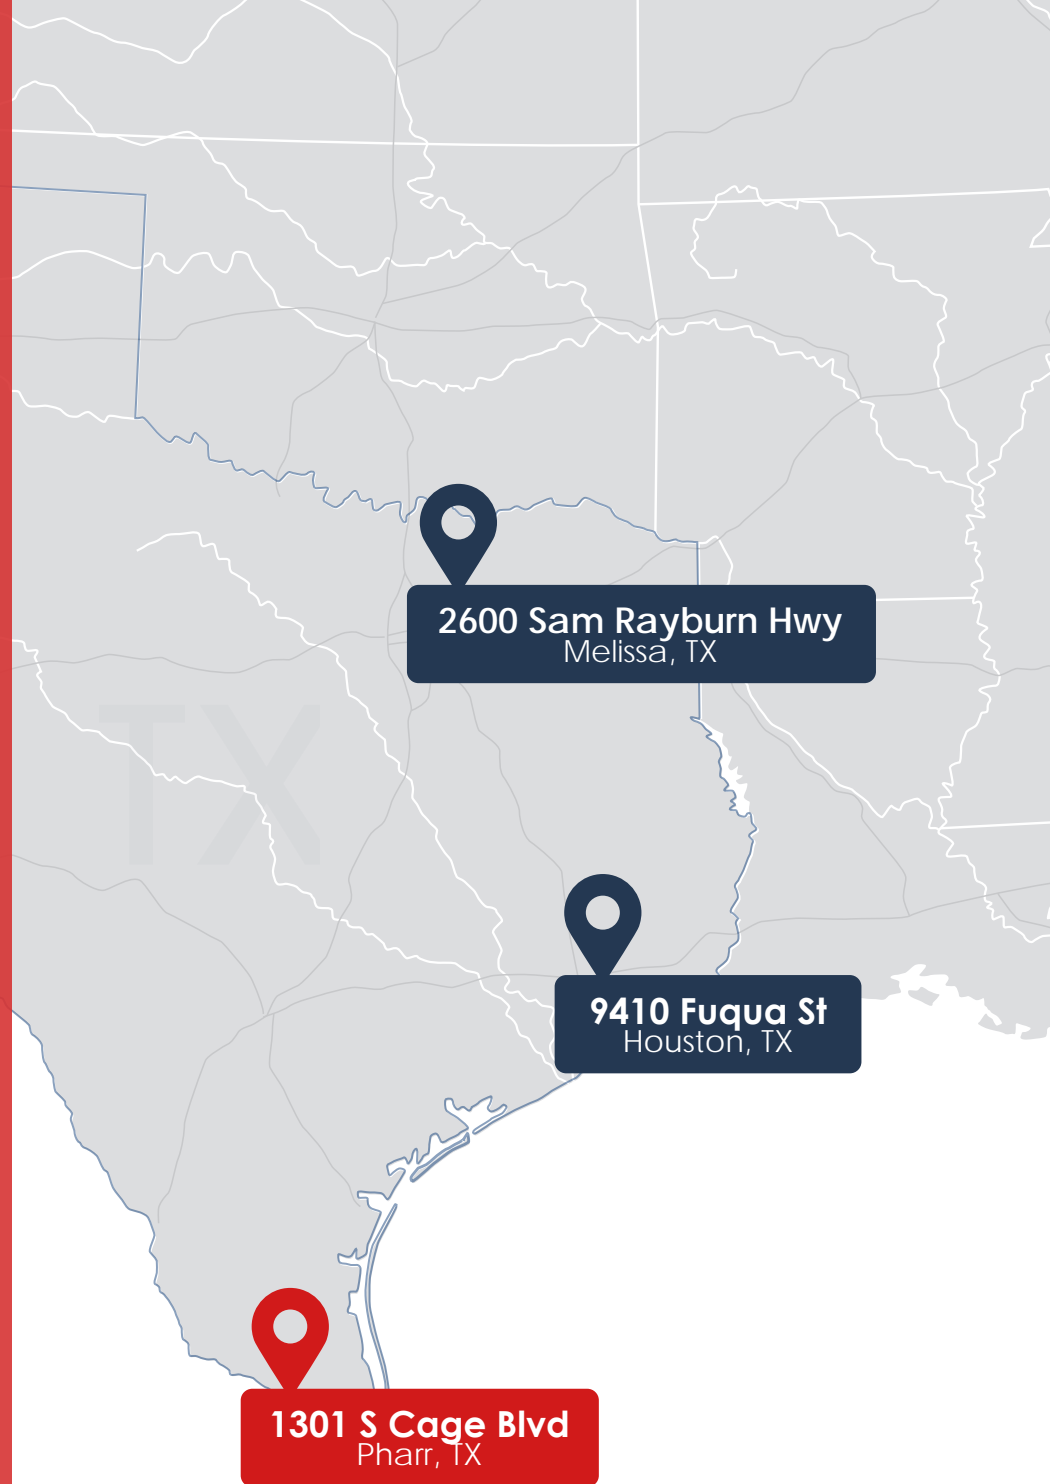 2600 Sam Rayburn Hwy
Melissa, TX
TX
9410 Fuqua St
Houston, TX
1301 S Cage Blvd
Pharr, TX